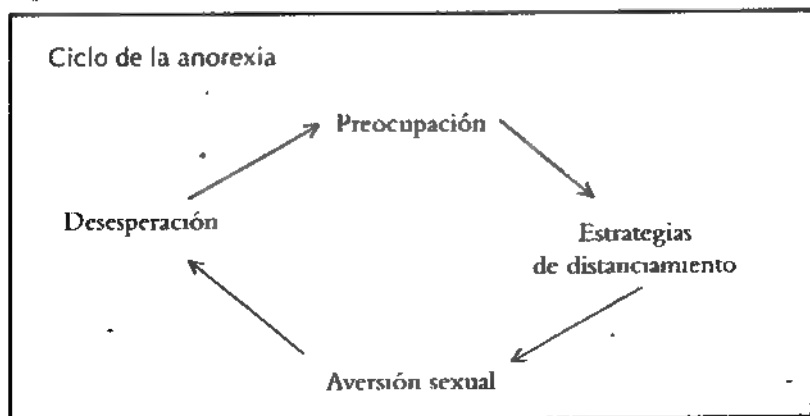 Ciclo de la anorexia
Preocupación
Desesperación
Estrategias
de distanciamiento
Aversión sexual